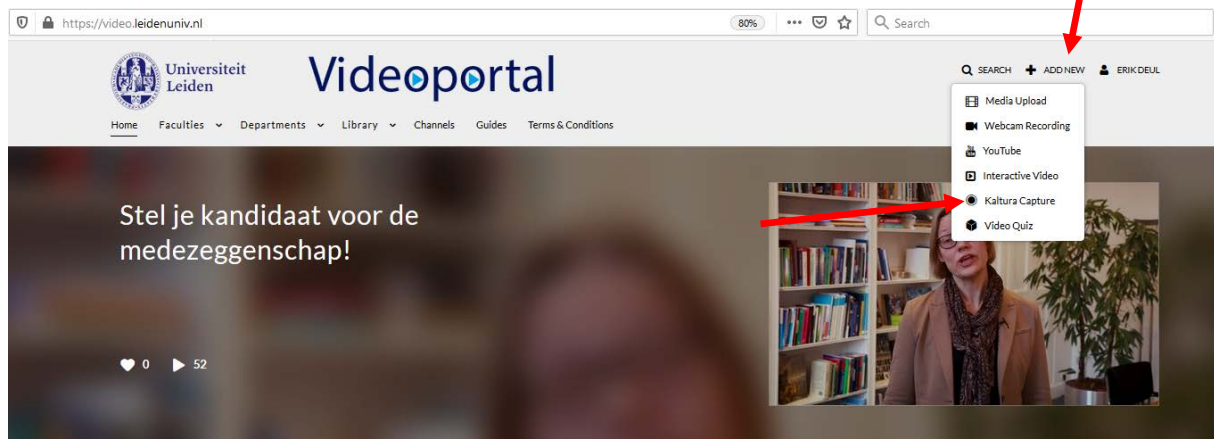 https://video.leidenuniv.nl
80%
Search
Universiteit
Leiden
Videoportal
SEARCH ADD NEW ERIK DEUL
Home Faculties Departments Library Channels Guides Terms & Conditions
Media Upload
Webcam Recording
YouTube
Interactive Video
Kaltura Capture
Video Quiz
Stel je kandidaat voor de
medezeggenschap!
0 52